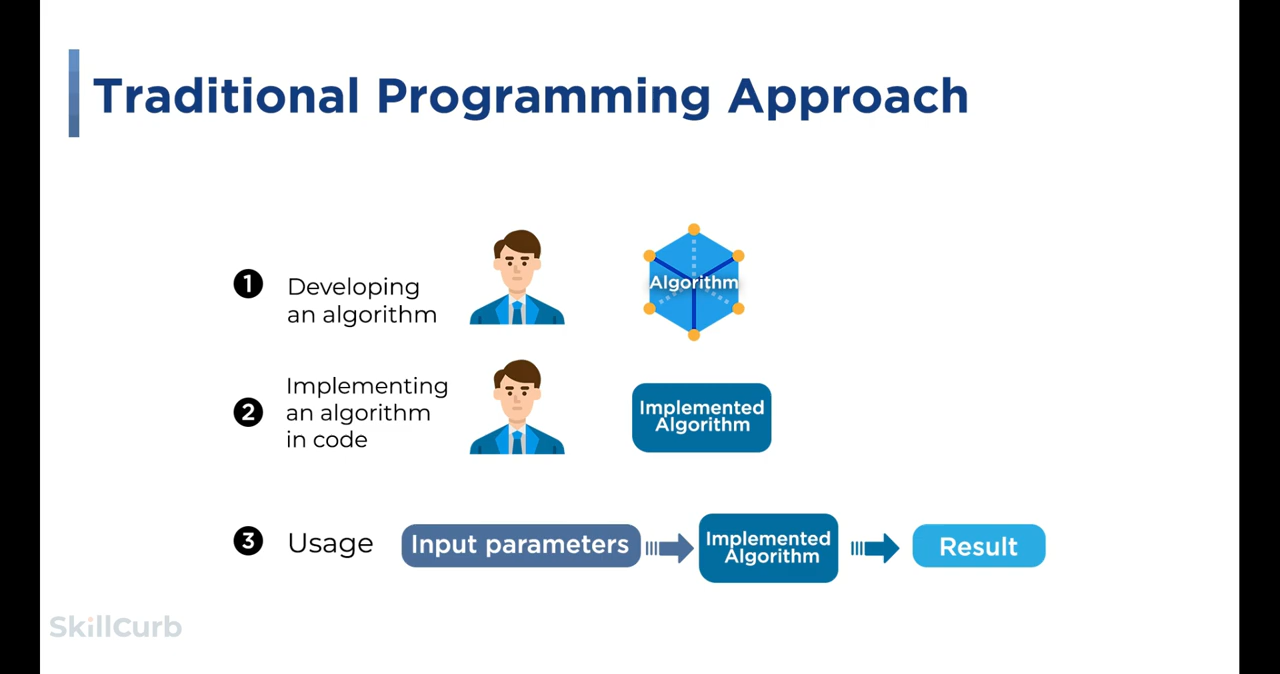 Traditional Programming Approach
1
Developing
an algorithm
Algorithm
2
Implementing
an algorithm
in code
Implemented
Algorithm
3
Usage
Input parameters
Implemented
Algorithm
Result
SkillCurb